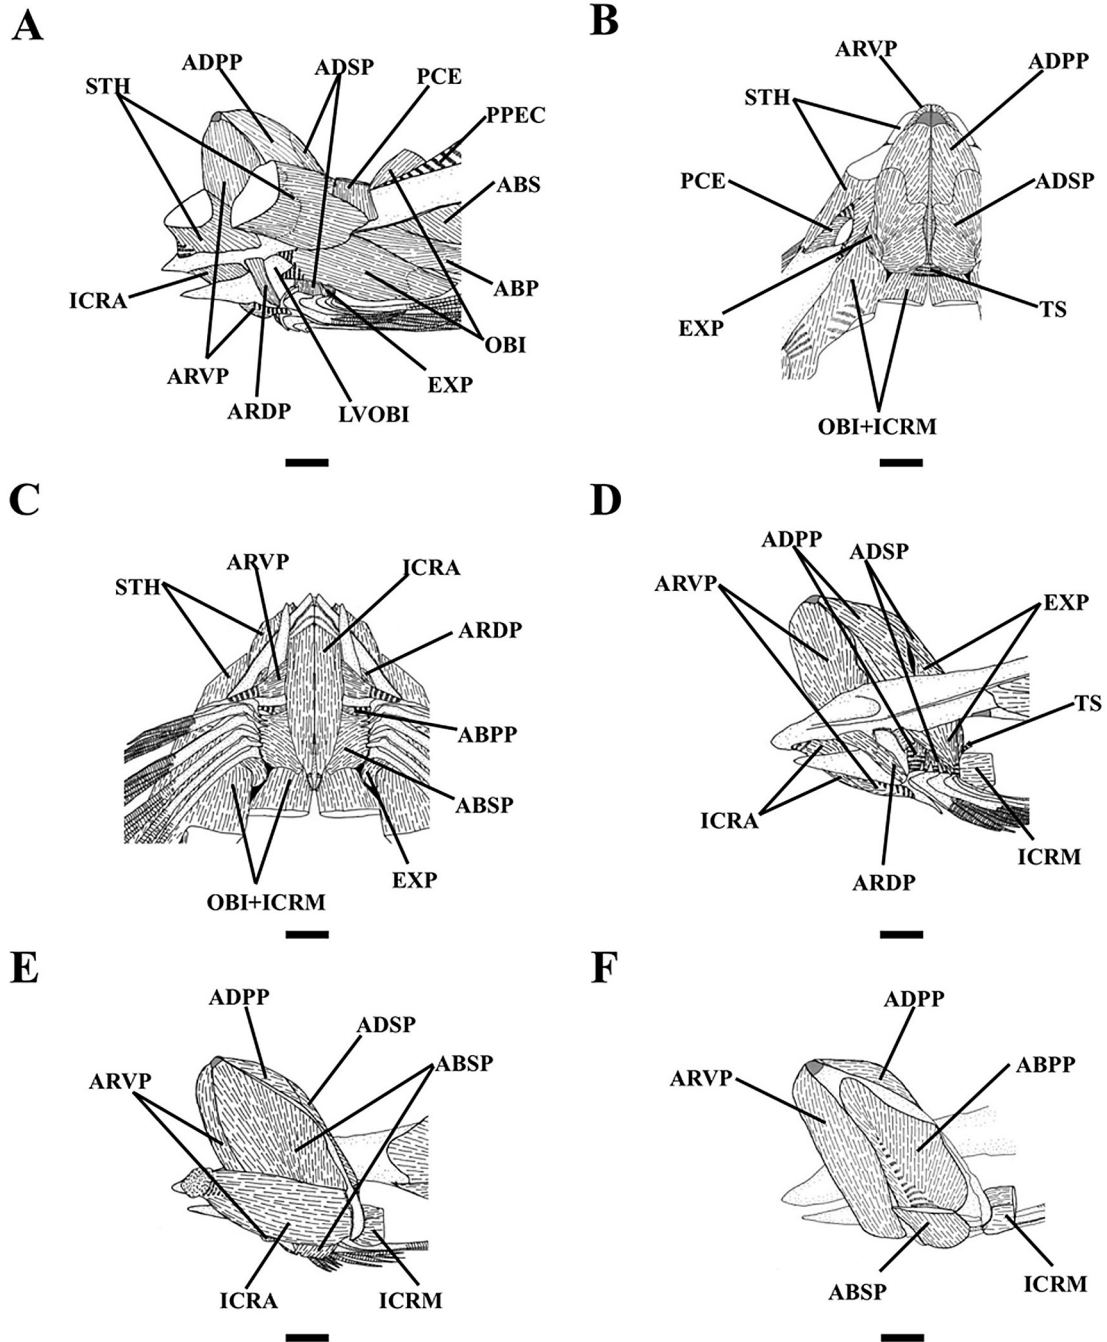 A
STH
ADPP
ADSP
PCE
PPEC
ABS
ABP
OBI
EXP
LVOBI
ARDP
ARVP
ICRA
B
ARVP
ADPP
STH
PCE
ADSP
EXP
TS
OBI+ICRM
C
STH
ARVP
ICRA
ARDP
ABPP
ABSP
EXP
OBI+ICRM
D
ADPP
ADSP
ARVP
EXP
TS
ICRA
ICRM
ARDP
E
ADPP
ADSP
ABSP
ARVP
ICRA
ICRM
F
ADPP
ARVP
ABPP
ABSP
ICRM